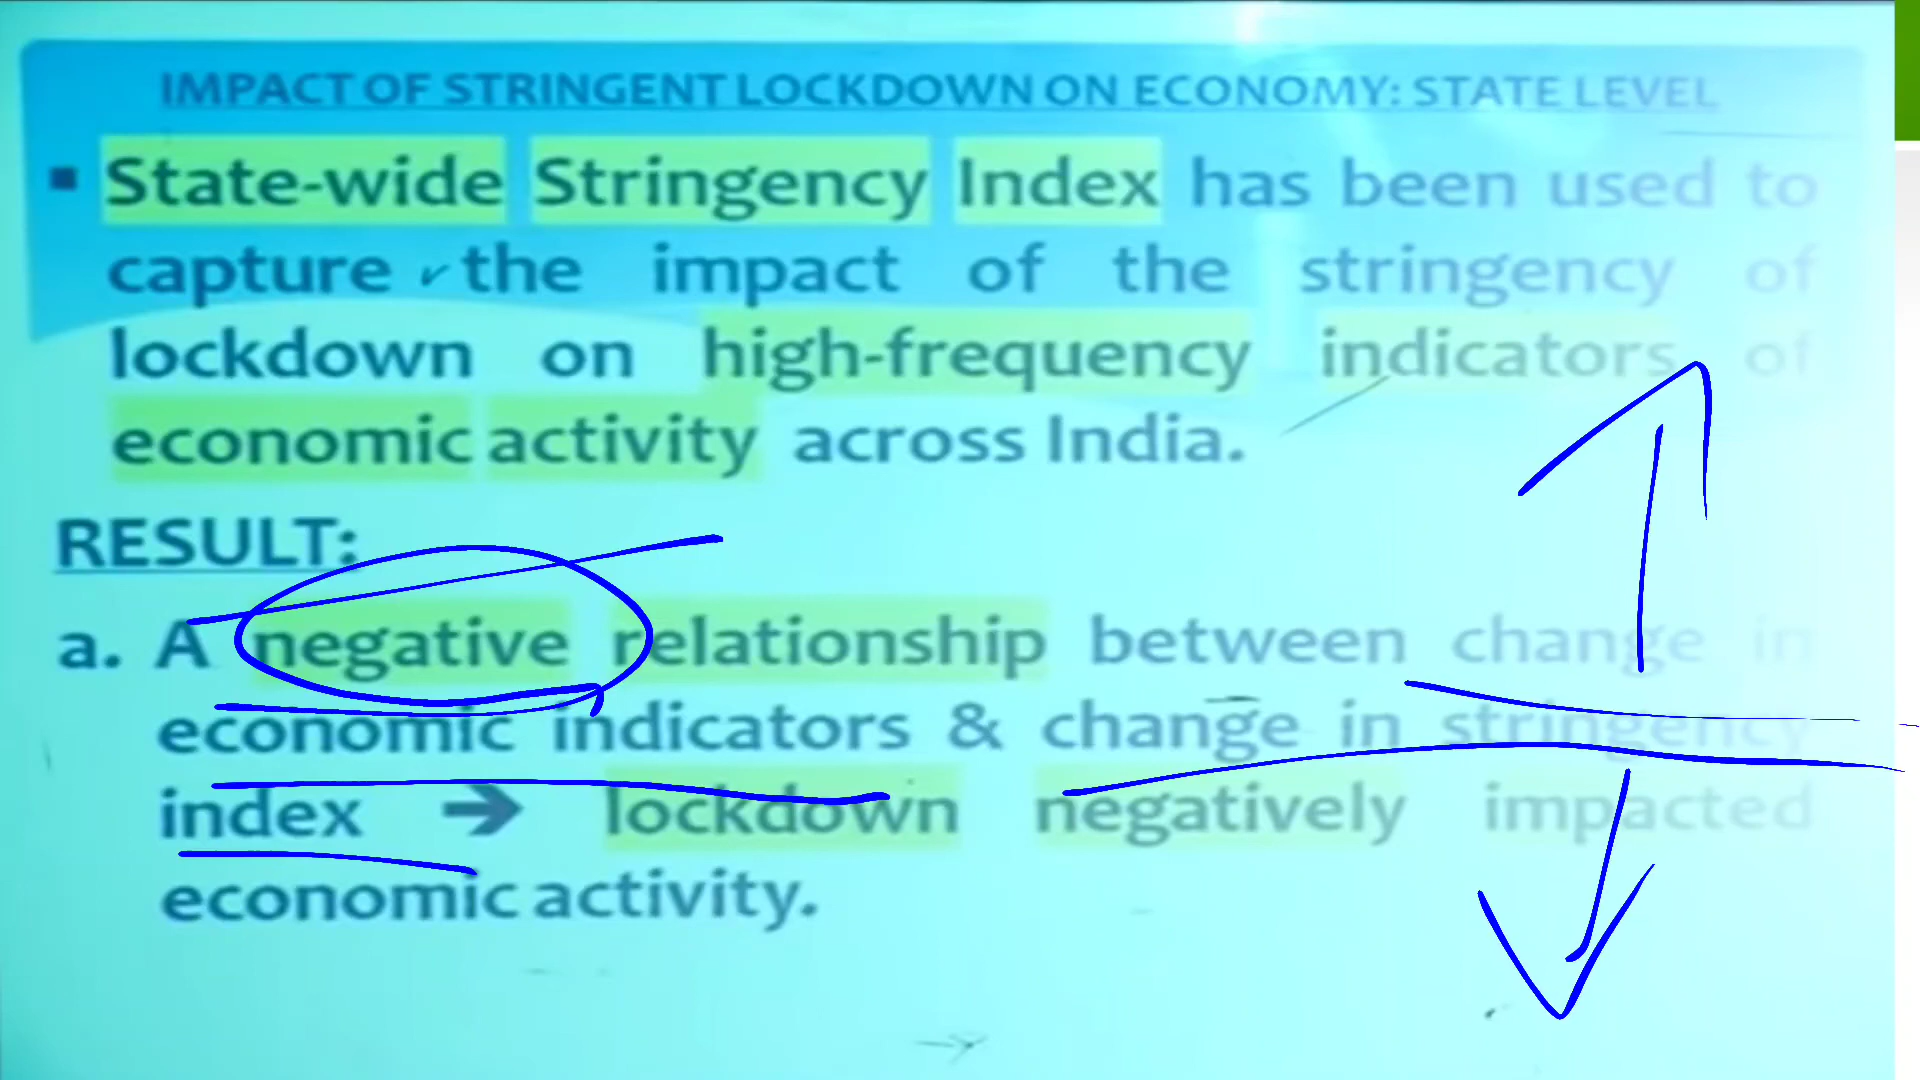 IMPACT OF STRINGENT LOCKDOWN ON ECONOMY: STATE LEVEL
▪ State-wide Stringency Index has been used to
capture the impact of the stringency of
lockdown on high-frequency indicators of
economic activity across India.
RESULT:
a. A negative relationship between change in
economic indicators & change in stringency
index ➔ lockdown negatively impacted
economic activity.